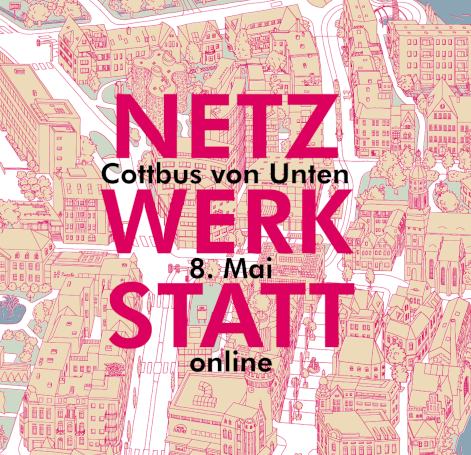 NETZ
Cottbus von Unten
WERK
8. Mai
STATT
online